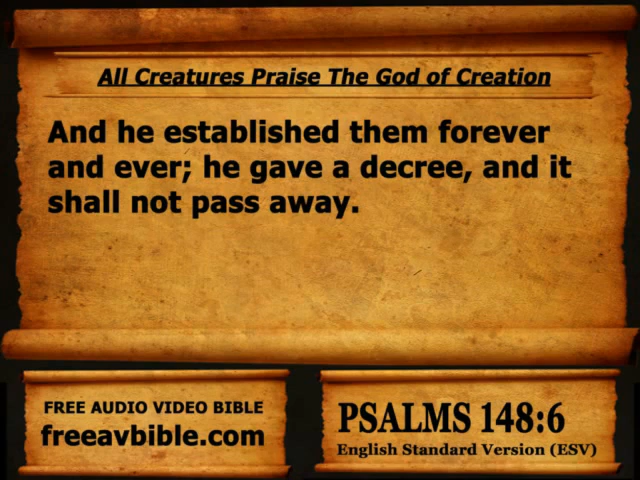 All Creatures Praise The God of Creation
And he established them forever
and ever; he gave a decree, and it
shall not pass away.
FREE AUDIO VIDEO BIBLE
freeavbible.com
PSALMS 148:6
English Standard Version (ESV)